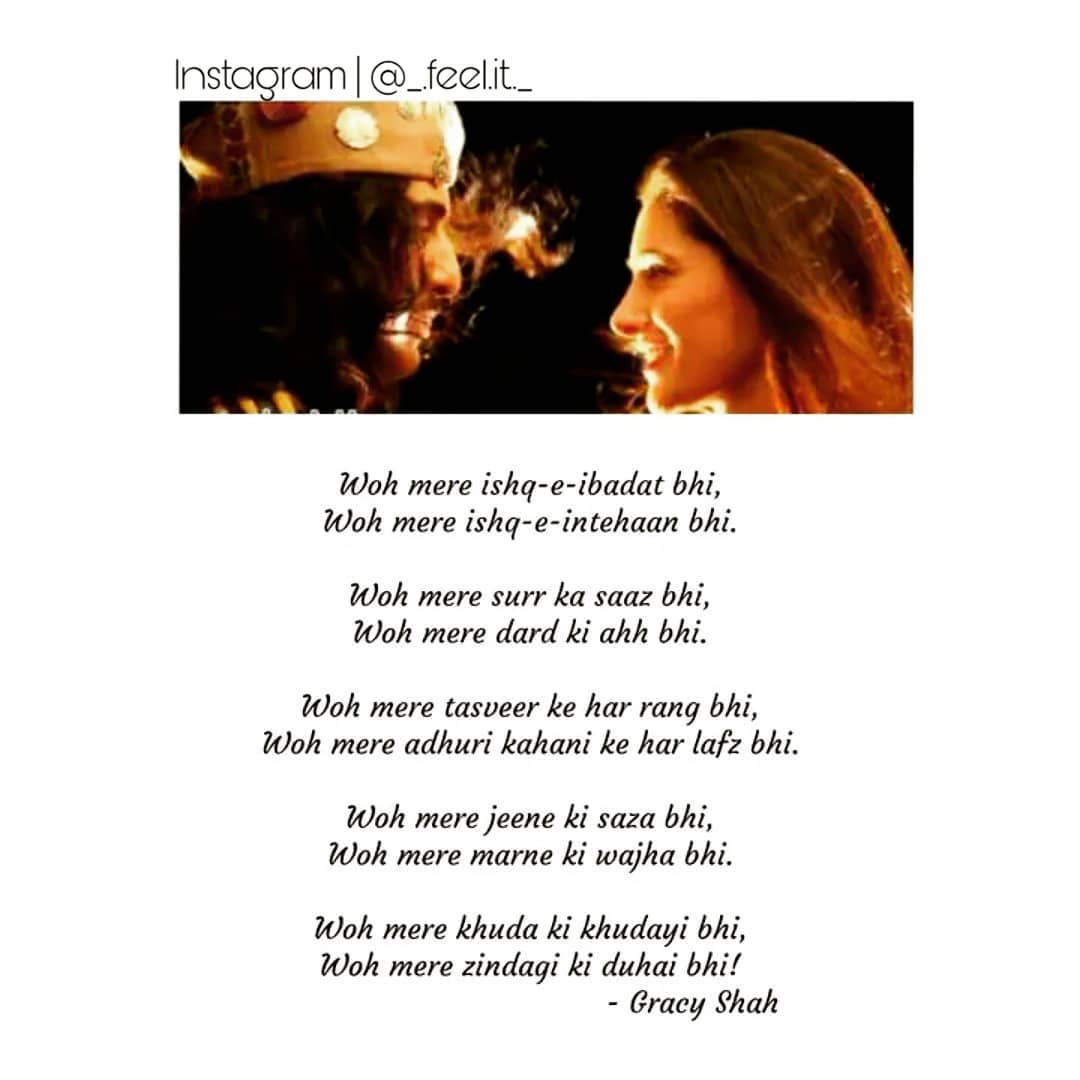 Instagram | @_.feel.it._
Woh mere ishq-e-ibadat bhi,
Woh mere ishq-e-intehaan bhi.
Woh mere surr ka saaz bhi,
Woh mere dard ki ahh bhi.
Woh mere tasveer ke har rang bhi,
Woh mere adhuri kahani ke har lafz bhi.
Woh mere jeene ki saza bhi,
Woh mere marne ki wajha bhi.
Woh mere khuda ki khudayi bhi,
Woh mere zindagi ki duhai bhi!
- Gracy Shah